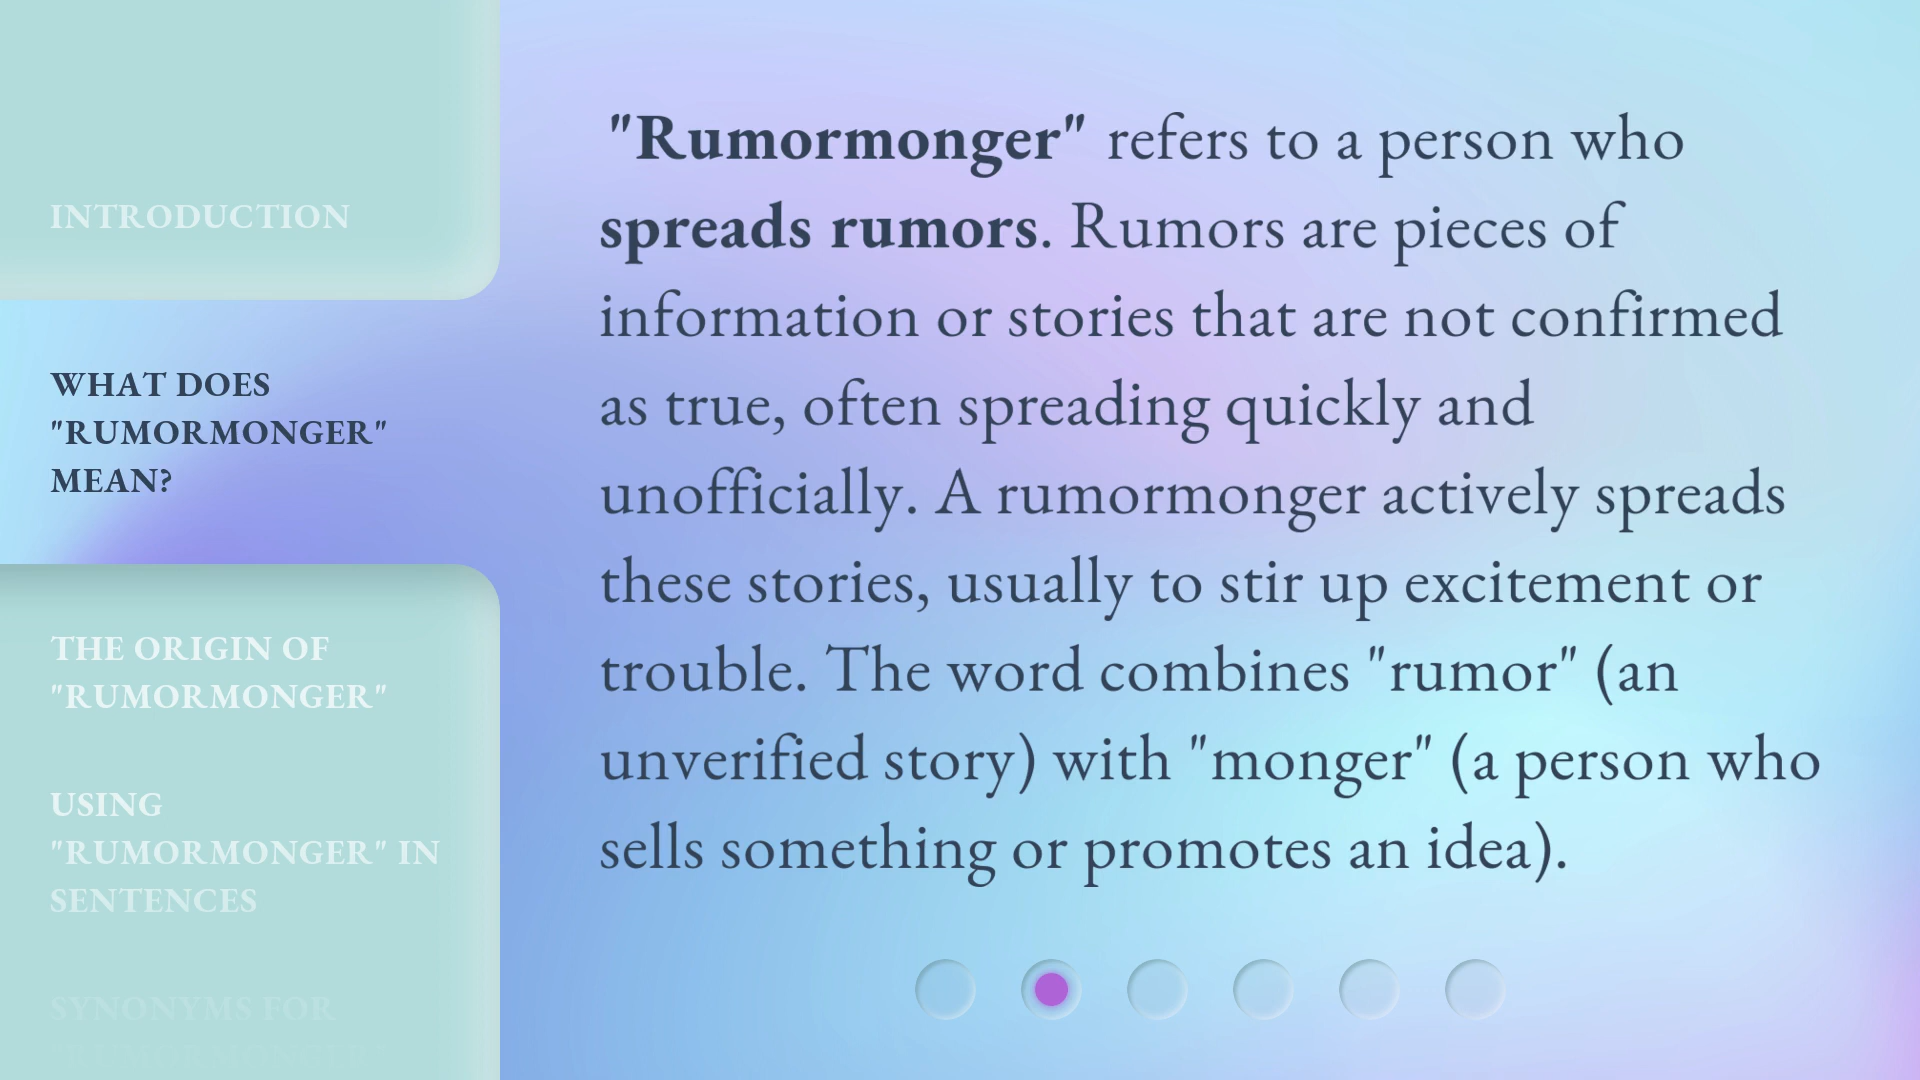 INTRODUCTION
WHAT DOES
"RUMORMONGER"
MEAN?
THE ORIGIN OF
"RUMORMONGER"
USING
"RUMORMONGER" IN
SENTENCES
SYNONYMS FOR
"RUMORMONGER"
"Rumormonger" refers to a person who
spreads rumors. Rumors are pieces of
information or stories that are not confirmed
as true, often spreading quickly and
unofficially. A rumormonger actively spreads
these stories, usually to stir up excitement or
trouble. The word combines "rumor" (an
unverified story) with "monger" (a person who
sells something or promotes an idea).